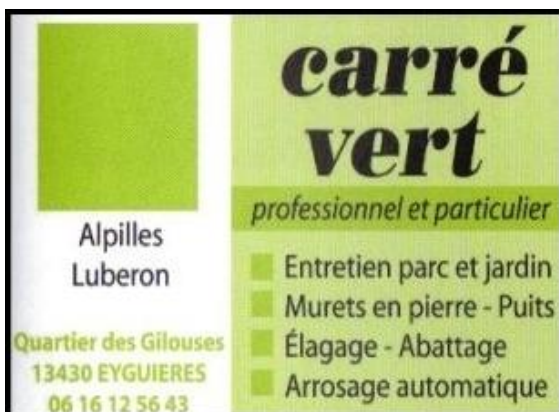 Alpilles
Luberon
Quartier des Gilouses
13430 EYGUIERES
06 16 12 56 43
carré
vert
professionnel et particulier
Entretien parc et jardin
Murets en pierre - Puits
Élagage - Abattage
Arrosage automatique